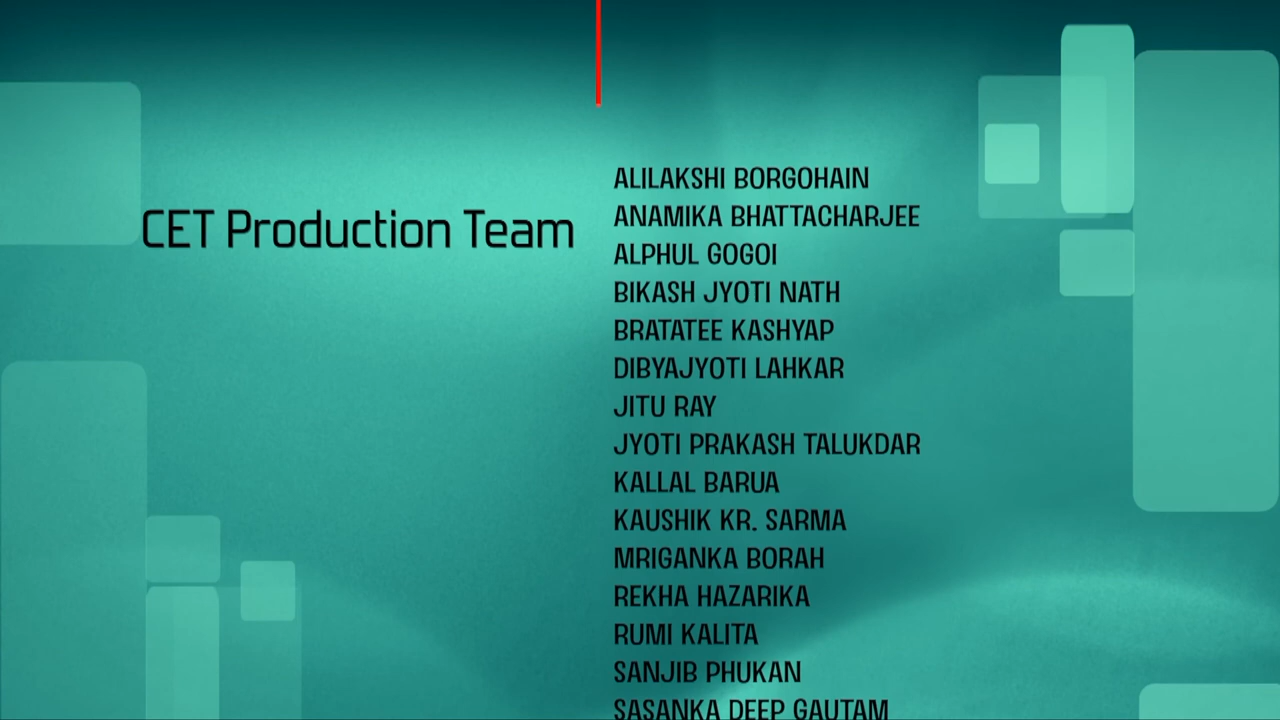 CET Production Team
ALILAKSHI BORGOHAIN
ANAMIKA BHATTACHARJEE
ALPHUL GOGOI
BIKASH JYOTI NATH
BRATATEE KASHYAP
DIBYAJYOTI LAHKAR
JITU RAY
JYOTI PRAKASH TALUKDAR
KALLAL BARUA
KAUSHIK KR. SARMA
MRIGANKA BORAH
REKHA HAZARIKA
RUMI KALITA
SANJIB PHUKAN
SASANKA DEEP GAUTAM